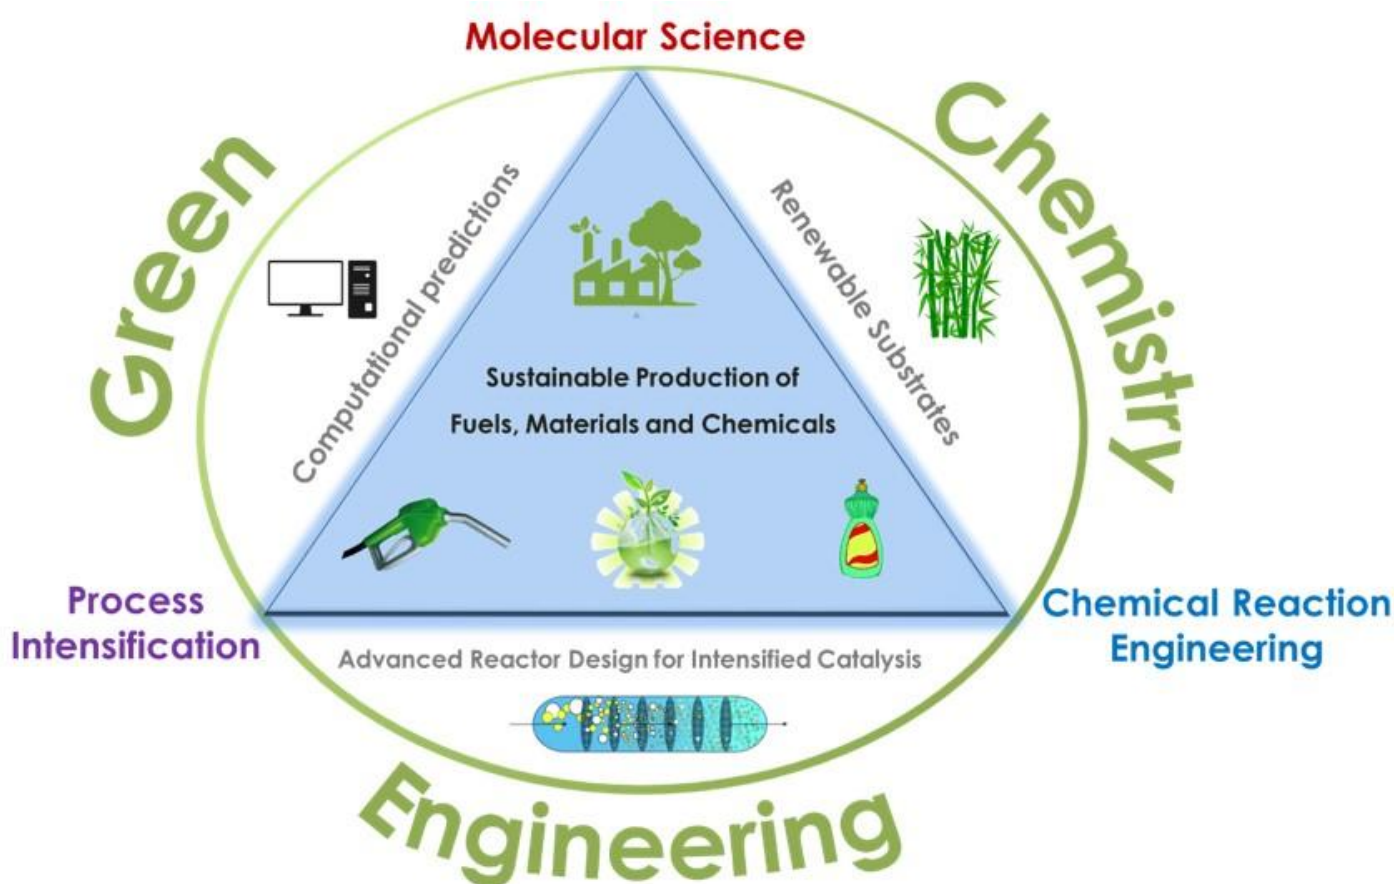 Molecular Science
Green
Chemistry
Computational predictions
Renewable Substrates
Sustainable Production of
Fuels, Materials and Chemicals
Process
Intensification
Chemical Reaction
Engineering
Advanced Reactor Design for Intensified Catalysis
Engineering